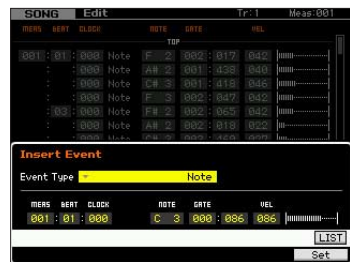 SONG Edit Tr:1 Meas:001
MEAS BEAT CLOCK NOTE GATE VEL
TOP
001 : 01 : 000 Note F 2 002 : 017 042
: : 000 Note A# 2 001 : 438 040
: : 000 Note C# 3 001 : 418 046
: : 000 Note F 3 002 : 047 042
: 03 : 000 Note F# 2 002 : 065 042
: : 000 Note A# 2 002 : 018 022
: : 000 Note
Insert Event
Event Type Note
MEAS BEAT CLOCK NOTE GATE VEL
001 : 01 : 000 C 3 000 : 086 086
LIST
Set